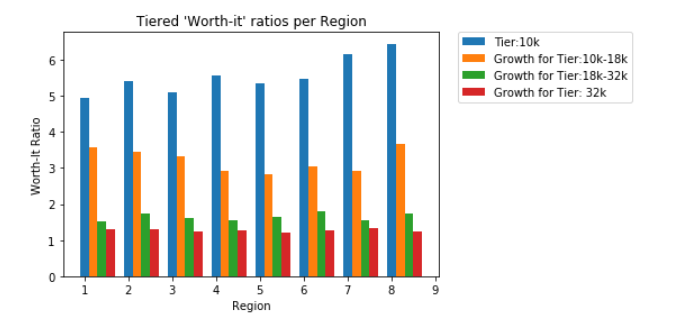 Tiered 'Worth-it' ratios per Region
Tier:10k
Growth for Tier:10k-18k
Growth for Tier:18k-32k
Growth for Tier: 32k
Worth-It Ratio
6
5
4
3
2
1
0
1 2 3 4 5 6 7 8 9
Region